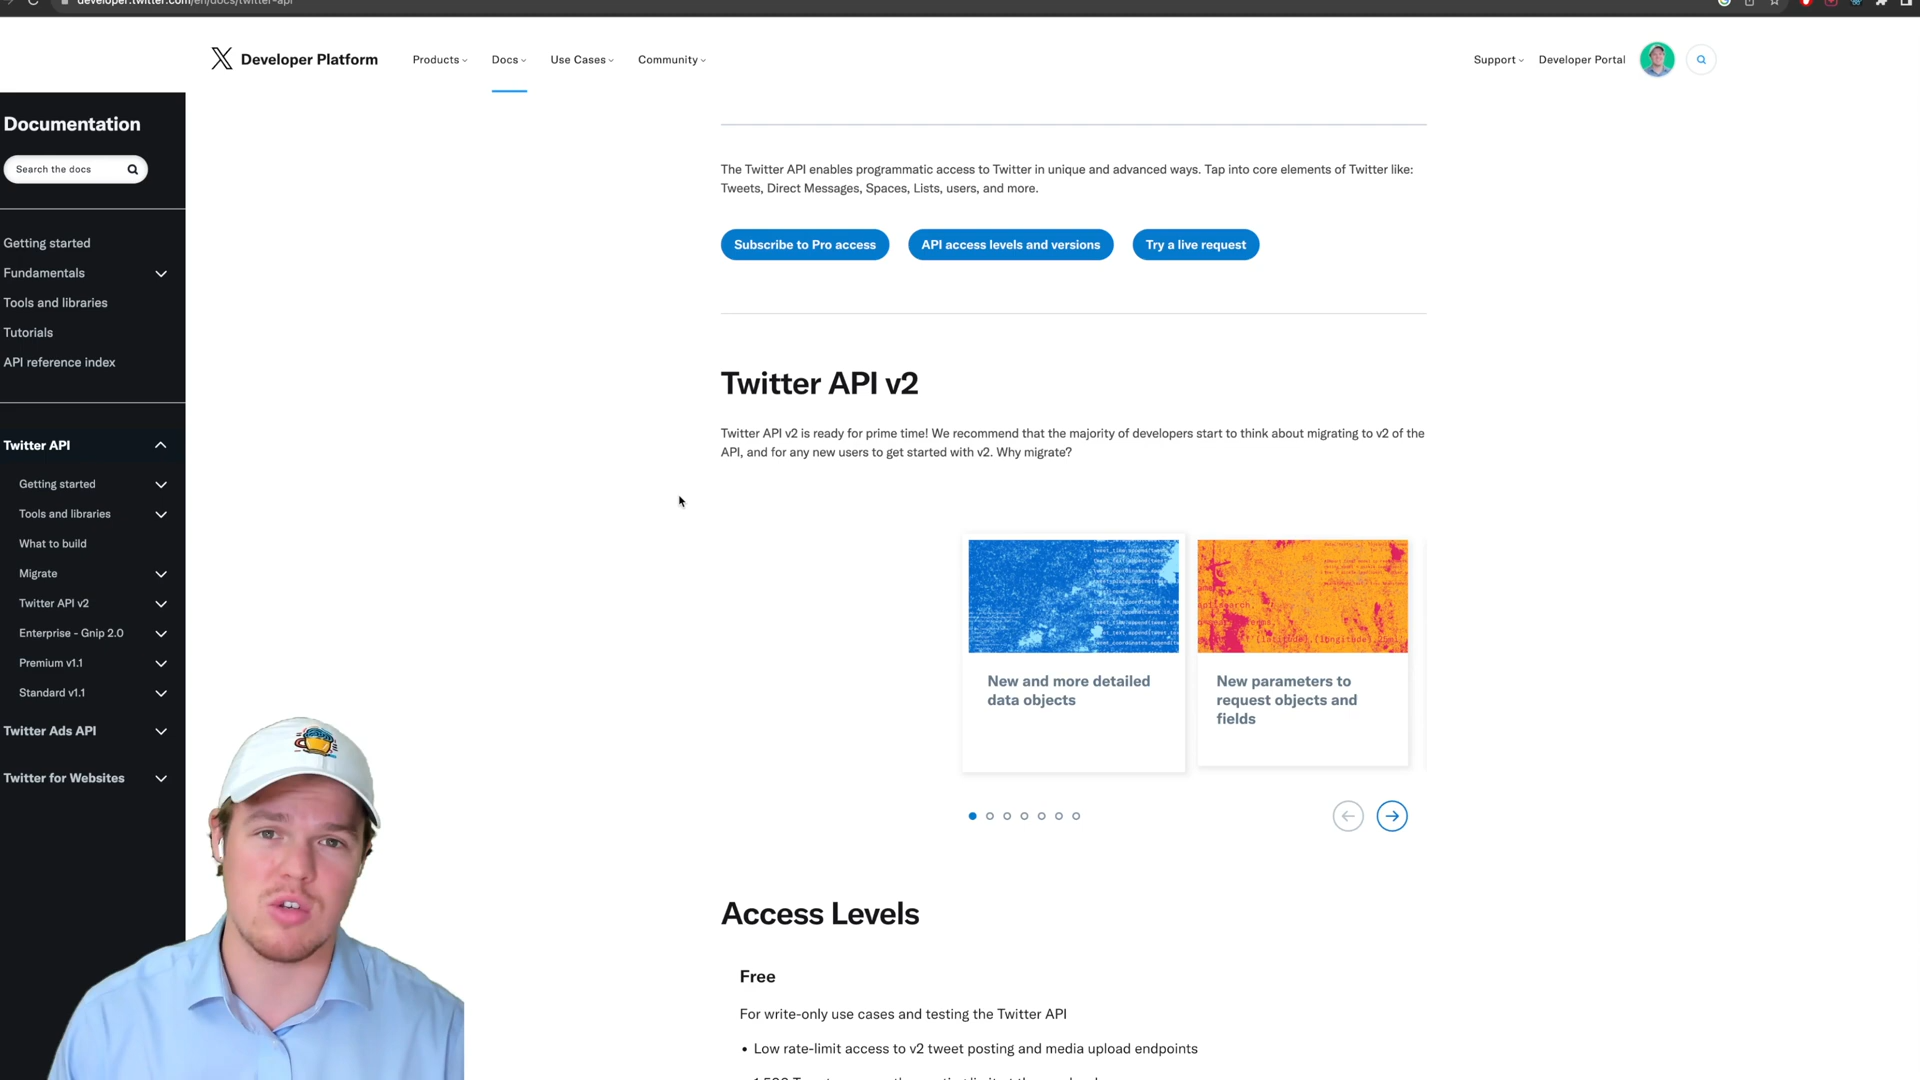 developer.twitter.com/en/docs/twitter-api
Developer Platform
Products
Docs
Use Cases
Community
Support
Developer Portal
Documentation
Search the docs
Getting started
Fundamentals
Tools and libraries
Tutorials
API reference index
Twitter API
Getting started
Tools and libraries
What to build
Migrate
Twitter API v2
Enterprise - Gnip 2.0
Premium v1.1
Standard v1.1
Twitter Ads API
Twitter for Websites
The Twitter API enables programmatic access to Twitter in unique and advanced ways. Tap into core elements of Twitter like:
Tweets, Direct Messages, Spaces, Lists, users, and more.
Subscribe to Pro access
API access levels and versions
Try a live request
Twitter API v2
Twitter API v2 is ready for prime time! We recommend that the majority of developers start to think about migrating to v2 of the
API, and for any new users to get started with v2. Why migrate?
New and more detailed
data objects
New parameters to
request objects and
fields
Access Levels
Free
For write-only use cases and testing the Twitter API
• Low rate-limit access to v2 tweet posting and media upload endpoints